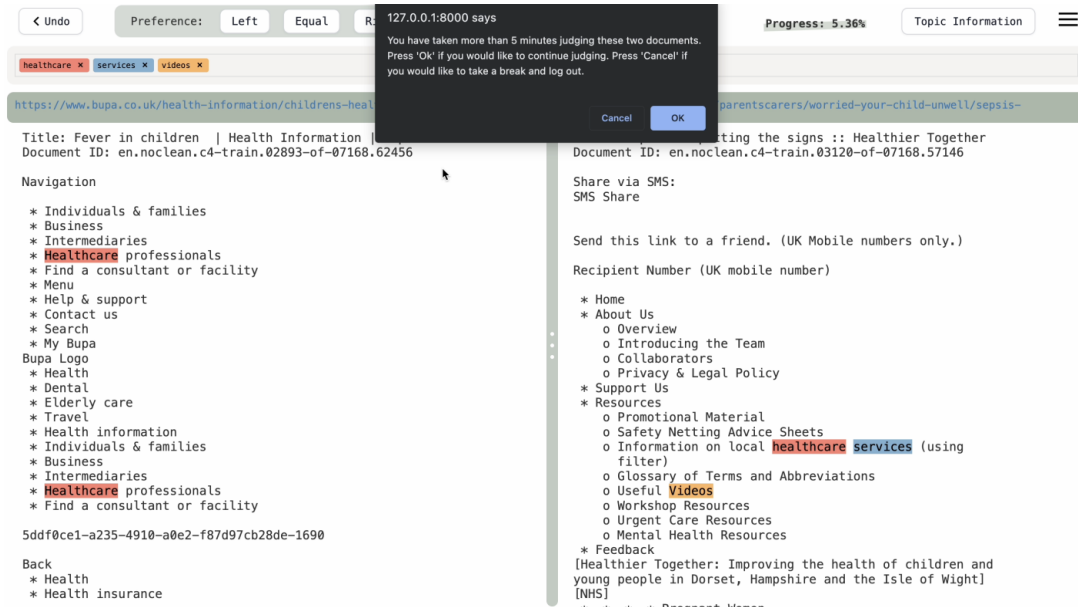 Undo
Preference:
Left
Equal
127.0.0.1:8000 says
You have taken more than 5 minutes judging these two documents.
Press 'Ok' if you would like to continue judging. Press 'Cancel' if
you would like to take a break and log out.
Cancel
OK
Progress: 5.36%
Topic Information
healthcare ×
services ×
videos ×
https://www.bupa.co.uk/health-information/childrens-heal
Title: Fever in children | Health Information |
Document ID: en.noclean.c4-train.02893-of-07168.62456
Navigation
* Individuals & families
* Business
* Intermediaries
* Healthcare professionals
* Find a consultant or facility
* Menu
* Help & support
* Contact us
* Search
* My Bupa
Bupa Logo
* Health
* Dental
* Elderly care
* Travel
* Health information
* Individuals & families
* Business
* Intermediaries
* Healthcare professionals
* Find a consultant or facility
5ddf0ce1-a235-4910-a0e2-f87d97cb28de-1690
Back
* Health
* Health insurance
parentscarers/worried-your-child-unwell/sepsis-
the signs :: Healthier Together
Document ID: en.noclean.c4-train.03120-of-07168.57146
Share via SMS:
SMS Share
Send this link to a friend. (UK Mobile numbers only.)
Recipient Number (UK mobile number)
* Home
* About Us
o Overview
o Introducing the Team
o Collaborators
o Privacy & Legal Policy
* Support Us
* Resources
o Promotional Material
o Safety Netting Advice Sheets
o Information on local healthcare services (using
filter)
o Glossary of Terms and Abbreviations
o Useful Videos
o Workshop Resources
o Urgent Care Resources
o Mental Health Resources
* Feedback
[Healthier Together: Improving the health of children and
young people in Dorset, Hampshire and the Isle of Wight]
[NHS]